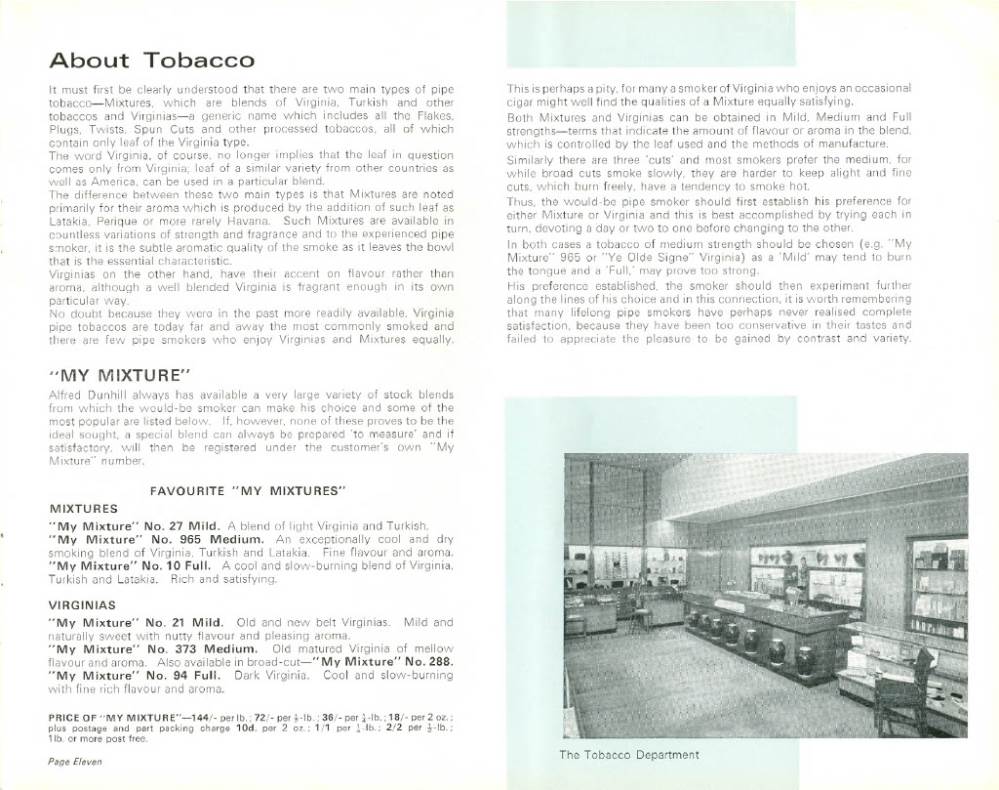 About Tobacco
It must first be clearly understood that there are two main types of pipe
tobacco—Mixtures, which are blends of Virginia, Turkish and other
tobaccos and Virginias—a generic name which includes all the Flakes,
Plugs, Twists, Spun Cuts and other processed tobaccos, all of which
contain only leaf of the Virginia type.
The word Virginia, of course, no longer implies that the leaf in question
comes only from Virginia; leaf of a similar variety from other countries as
well as America, can be used in a particular blend.
The difference between these two main types is that Mixtures are noted
primarily for their aroma which is produced by the addition of such leaf as
Latakia, Perique or more rarely Havana. Such Mixtures are available in
countless variations of strength and fragrance and to the experienced pipe
smoker, it is the subtle aromatic quality of the smoke as it leaves the bowl
that is the essential characteristic.
Virginias on the other hand, have their accent on flavour rather than
aroma, although a well blended Virginia is fragrant enough in its own
particular way.
No doubt because they were in the past more readily available, Virginia
pipe tobaccos are today far and away the most commonly smoked and
there are few pipe smokers who enjoy Virginias and Mixtures equally.
"MY MIXTURE"
Alfred Dunhill always has available a very large variety of stock blends
from which the would-be smoker can make his choice and some of the
most popular are listed below. If, however, none of these proves to be the
ideal sought, a special blend can always be prepared 'to measure' and if
satisfactory, will then be registered under the customer's own "My
Mixture" number.
FAVOURITE "MY MIXTURES"
MIXTURES
"My Mixture" No. 27 Mild. A blend of light Virginia and Turkish.
"My Mixture" No. 965 Medium. An exceptionally cool and dry
smoking blend of Virginia, Turkish and Latakia. Fine flavour and aroma.
"My Mixture" No. 10 Full. A cool and slow-burning blend of Virginia,
Turkish and Latakia. Rich and satisfying.
VIRGINIAS
"My Mixture" No. 21 Mild. Old and new belt Virginias. Mild and
naturally sweet with nutty flavour and pleasing aroma.
"My Mixture" No. 373 Medium. Old matured Virginia of mellow
flavour and aroma. Also available in broad-cut—"My Mixture" No. 288.
"My Mixture" No. 94 Full. Dark Virginia. Cool and slow-burning
with fine rich flavour and aroma.
PRICE OF "MY MIXTURE"—144/- per lb.; 72/- per ½-lb.; 36/- per ¼-lb.; 18/- per 2 oz.;
plus postage and part packing charge 10d. per 2 oz.; 1/1 per ¼-lb.; 2/2 per ½-lb.;
1 lb. or more post free.
Page Eleven
This is perhaps a pity, for many a smoker of Virginia who enjoys an occasional
cigar might well find the qualities of a Mixture equally satisfying.
Both Mixtures and Virginias can be obtained in Mild, Medium and Full
strengths—terms that indicate the amount of flavour or aroma in the blend,
which is controlled by the leaf used and the methods of manufacture.
Similarly there are three 'cuts' and most smokers prefer the medium, for
while broad cuts smoke slowly, they are harder to keep alight and fine
cuts, which burn freely, have a tendency to smoke hot.
Thus, the would-be pipe smoker should first establish his preference for
either Mixture or Virginia and this is best accomplished by trying each in
turn, devoting a day or two to one before changing to the other.
In both cases a tobacco of medium strength should be chosen (e.g. "My
Mixture" 965 or "Ye Olde Signe" Virginia) as a 'Mild' may tend to burn
the tongue and a 'Full,' may prove too strong.
His preference established, the smoker should then experiment further
along the lines of his choice and in this connection, it is worth remembering
that many lifelong pipe smokers have perhaps never realised complete
satisfaction, because they have been too conservative in their tastes and
failed to appreciate the pleasure to be gained by contrast and variety.
The Tobacco Department